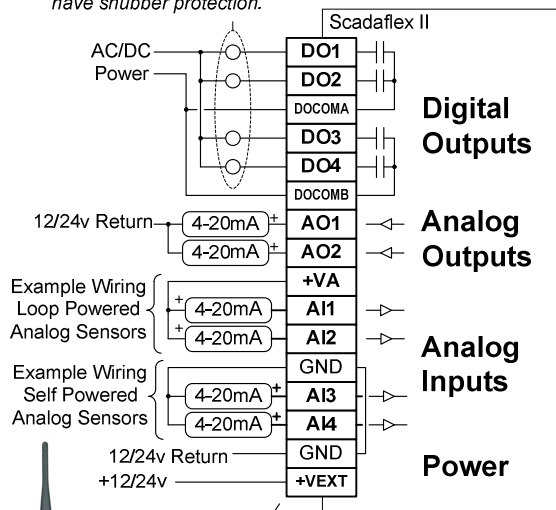 have snubber protection.
Scadaflex II
AC/DC
Power
DO1
DO2
DOCOMA
DO3
DO4
DOCOMB
Digital
Outputs
12/24v Return
4-20mA +
AO1
4-20mA +
AO2
Analog
Outputs
+VA
Example Wiring
Loop Powered
Analog Sensors
+ 4-20mA
AI1
+ 4-20mA
AI2
GND
Analog
Inputs
Example Wiring
Self Powered
Analog Sensors
4-20mA +
AI3
4-20mA +
AI4
12/24v Return
GND
+12/24v
+VEXT
Power